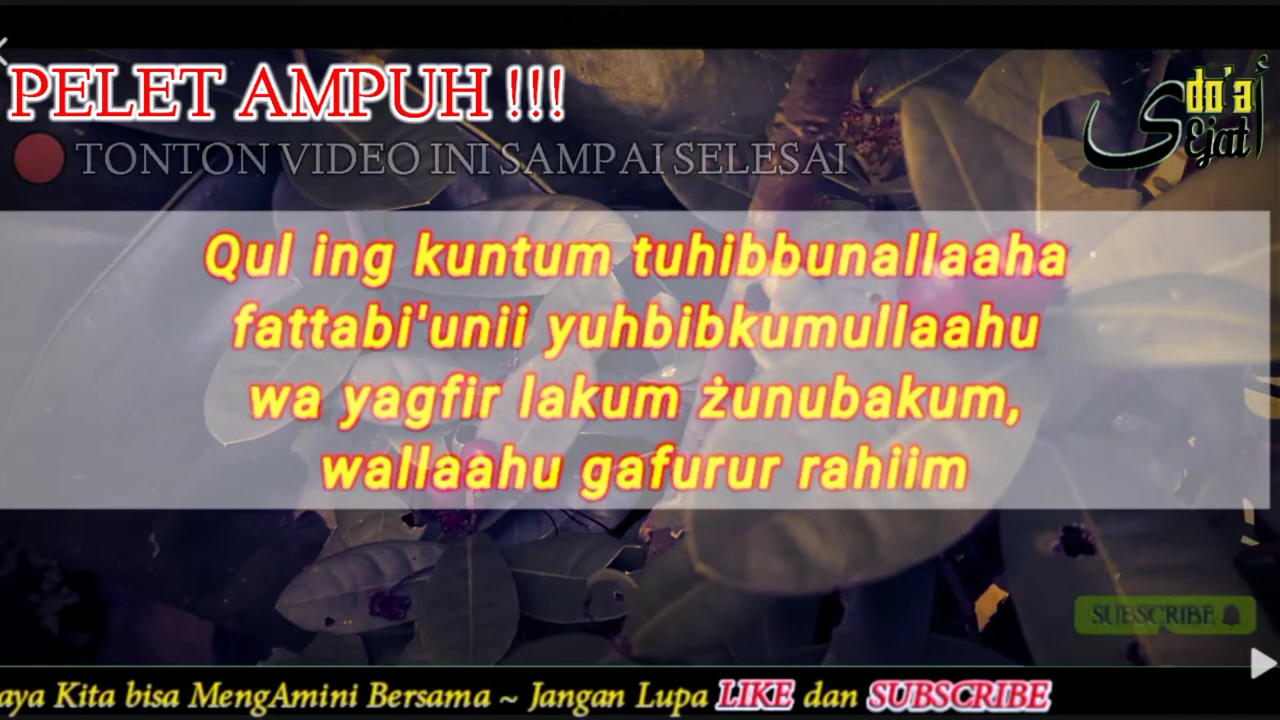 PELET AMPUH !!!
do'a
Sejati
TONTON VIDEO INI SAMPAI SELESAI
Qul ing kuntum tuhibbunallaaha
fattabi'unii yuhbibkumullaahu
wa yagfir lakum żunubakum,
wallaahu gafurur rahiim
SUBSCRIBE
aya Kita bisa MengAmini Bersama ~ Jangan Lupa LIKE dan SUBSCRIBE